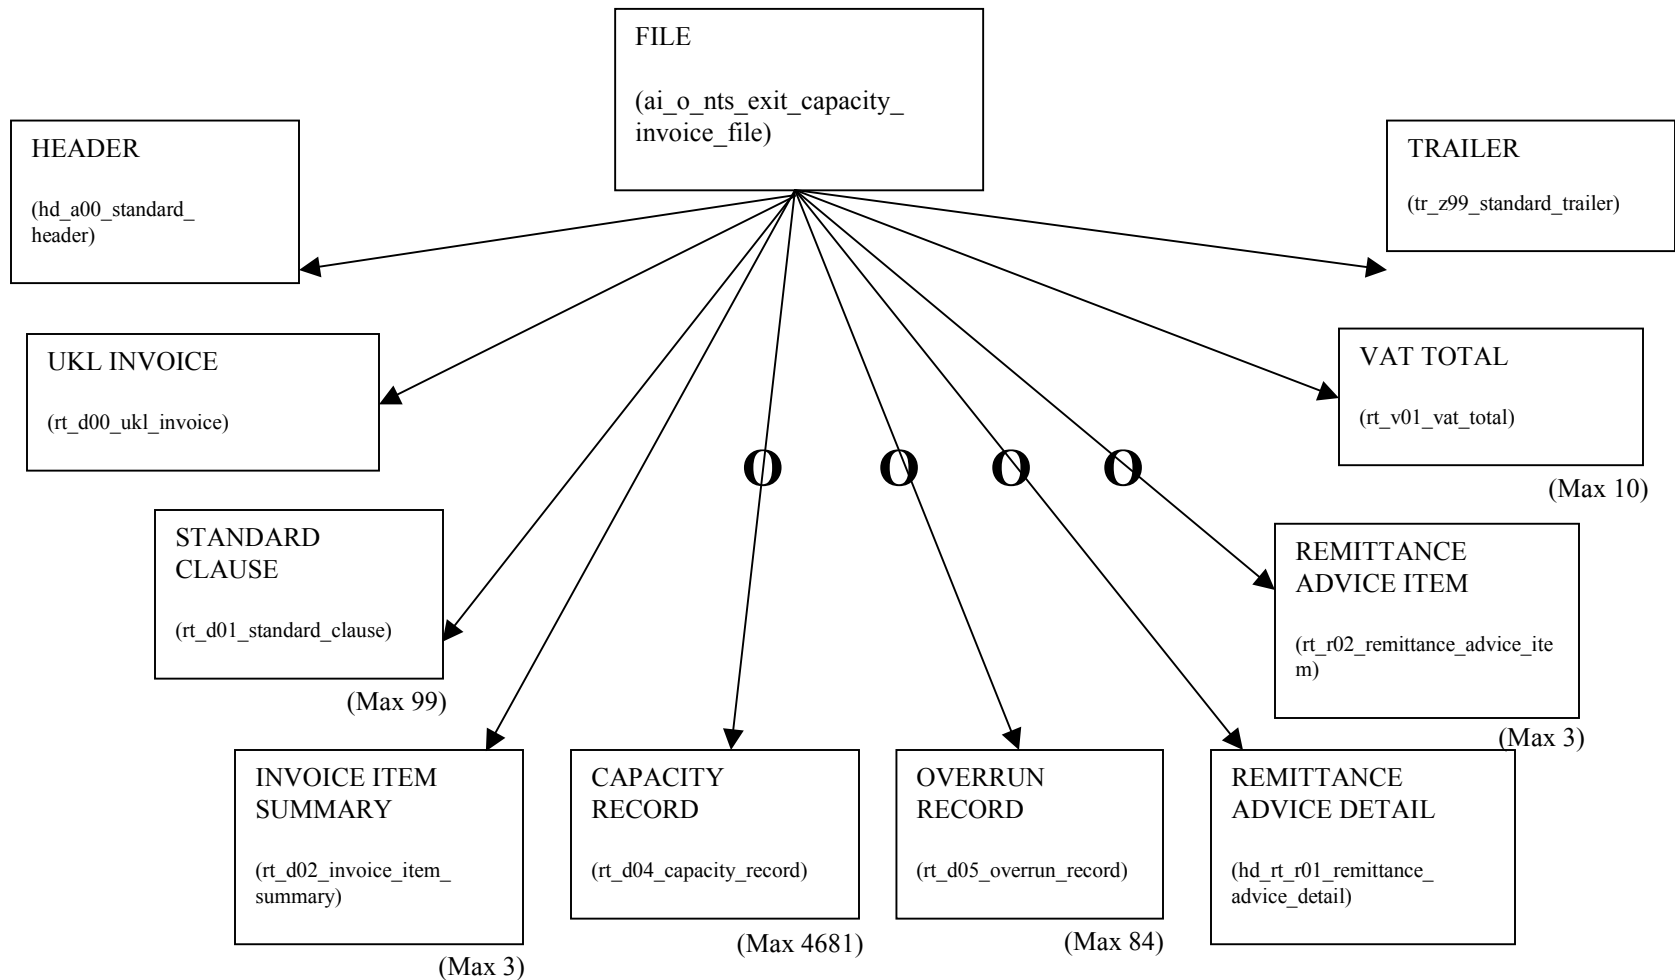 FILE
(ai_o_nts_exit_capacity_
invoice_file)
HEADER
(hd_a00_standard_
header)
TRAILER
(tr_z99_standard_trailer)
UKL INVOICE
(rt_d00_ukl_invoice)
VAT TOTAL
(rt_v01_vat_total)
(Max 10)
O O O O
STANDARD
CLAUSE
(rt_d01_standard_clause)
(Max 99)
REMITTANCE
ADVICE ITEM
(rt_r02_remittance_advice_ite
m)
(Max 3)
INVOICE ITEM
SUMMARY
(rt_d02_invoice_item_
summary)
(Max 3)
CAPACITY
RECORD
(rt_d04_capacity_record)
(Max 4681)
OVERRUN
RECORD
(rt_d05_overrun_record)
(Max 84)
REMITTANCE
ADVICE DETAIL
(hd_rt_r01_remittance_
advice_detail)